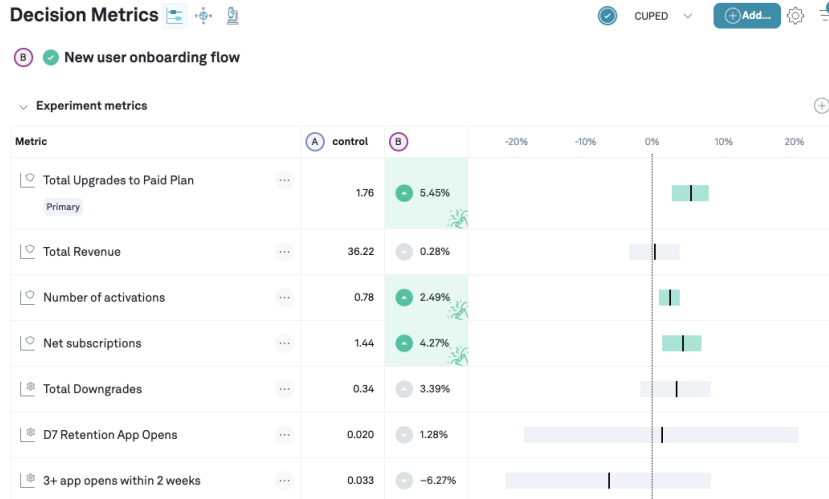 Decision Metrics
CUPED
Add...
B New user onboarding flow
Experiment metrics
Metric A control B -20% -10% 0% 10% 20%
Total Upgrades to Paid Plan 1.76 5.45%
Primary
Total Revenue 36.22 0.28%
Number of activations 0.78 2.49%
Net subscriptions 1.44 4.27%
Total Downgrades 0.34 3.39%
D7 Retention App Opens 0.020 1.28%
3+ app opens within 2 weeks 0.033 −6.27%